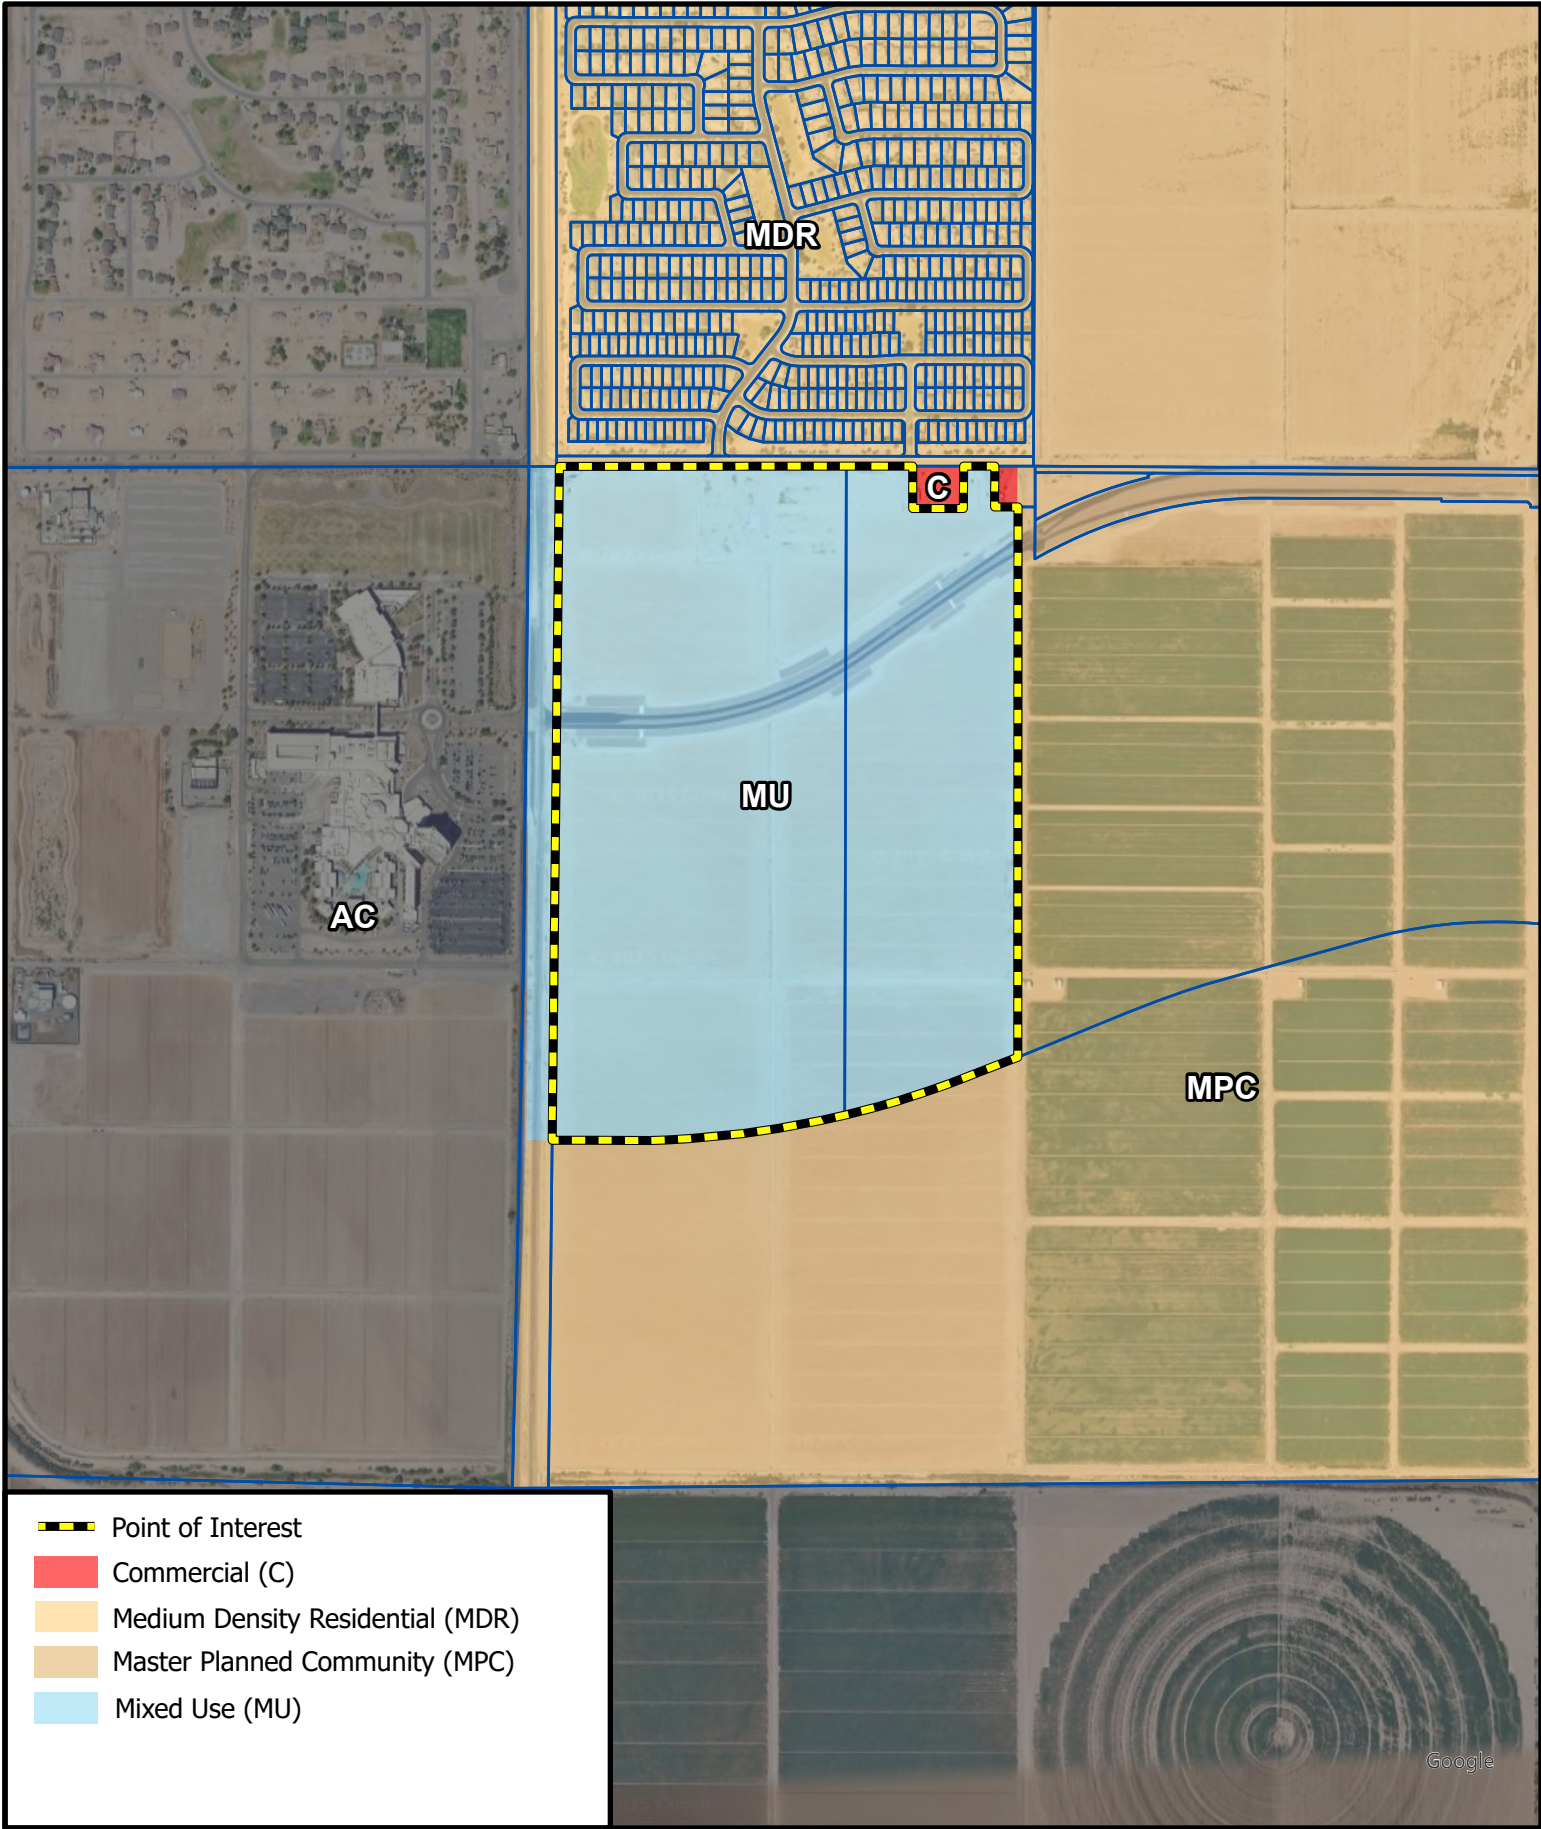 MDR
C
MU
AC
MPC
Point of Interest
Commercial (C)
Medium Density Residential (MDR)
Master Planned Community (MPC)
Mixed Use (MU)
Google